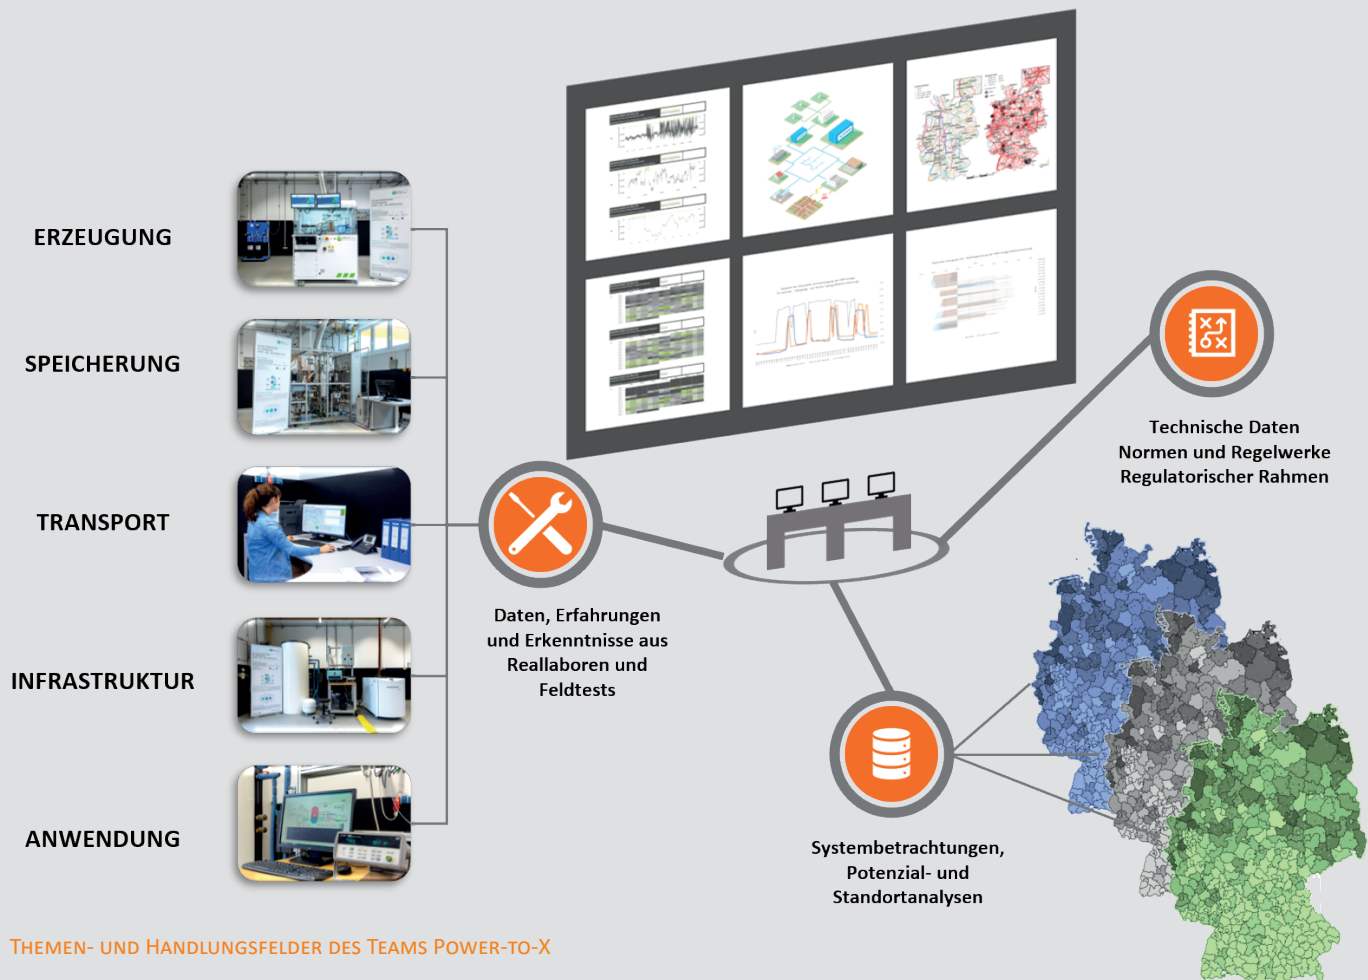 ERZEUGUNG
SPEICHERUNG
TRANSPORT
INFRASTRUKTUR
ANWENDUNG
Daten, Erfahrungen
und Erkenntnisse aus
Reallaboren und
Feldtests
Technische Daten
Normen und Regelwerke
Regulatorischer Rahmen
Systembetrachtungen,
Potenzial- und
Standortanalysen
Themen- und Handlungsfelder des Teams Power-to-X